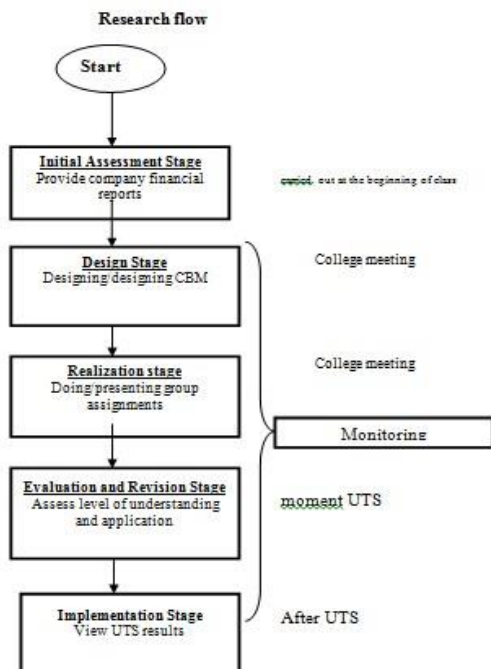 Research flow
Start
Initial Assessment Stage
Provide company financial
reports
carried out at the beginning of class
Design Stage
Designing/designing CBM
College meeting
Realization stage
Doing/presenting group
assignments
College meeting
Monitoring
Evaluation and Revision Stage
Assess level of understanding
and application
moment UTS
Implementation Stage
View UTS results
After UTS